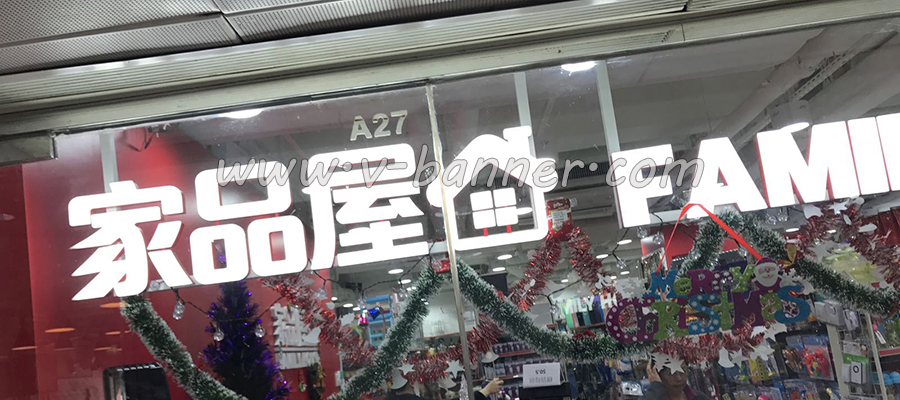 A27
www.v-banner.com
家品屋 FAMI
Merry
Christmas